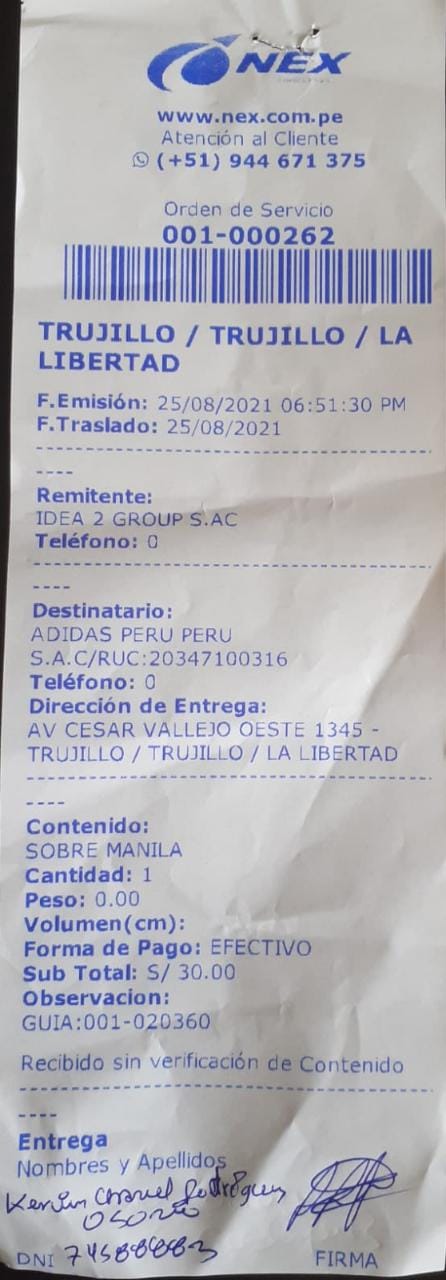 NEX
www.nex.com.pe
Atención al Cliente
(+51) 944 671 375
Orden de Servicio
001-000262
TRUJILLO / TRUJILLO / LA
LIBERTAD
F.Emisión: 25/08/2021 06:51:30 PM
F.Traslado: 25/08/2021
----
Remitente:
IDEA 2 GROUP S.AC
Teléfono: 0
----
Destinatario:
ADIDAS PERU PERU
S.A.C/RUC:20347100316
Teléfono: 0
Dirección de Entrega:
AV CESAR VALLEJO OESTE 1345 -
TRUJILLO / TRUJILLO / LA LIBERTAD
----
Contenido:
SOBRE MANILA
Cantidad: 1
Peso: 0.00
Volumen(cm):
Forma de Pago: EFECTIVO
Sub Total: S/ 30.00
Observacion:
GUIA:001-020360
Recibido sin verificación de Contenido
----
Entrega
Nombres y Apellidos
Osorio
DNI
FIRMA